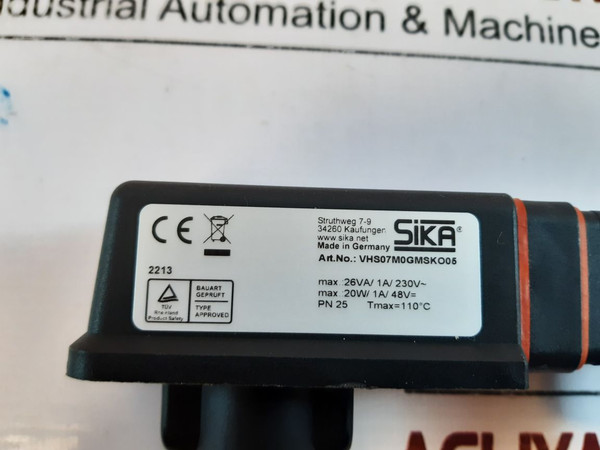 ndustrial Automation & Machine
CE
Struthweg 7-9
34260 Kaufungen
www.sika.net
Made in Germany
SiKA®
Art.No.: VHS07M0GMSKO05
2213
TÜV
Rheinland
Product Safety
BAUART
GEPRÜFT
TYPE
APPROVED
max .26VA/ 1A/ 230V~
max .20W/ 1A/ 48V=
PN 25 Tmax=110°C